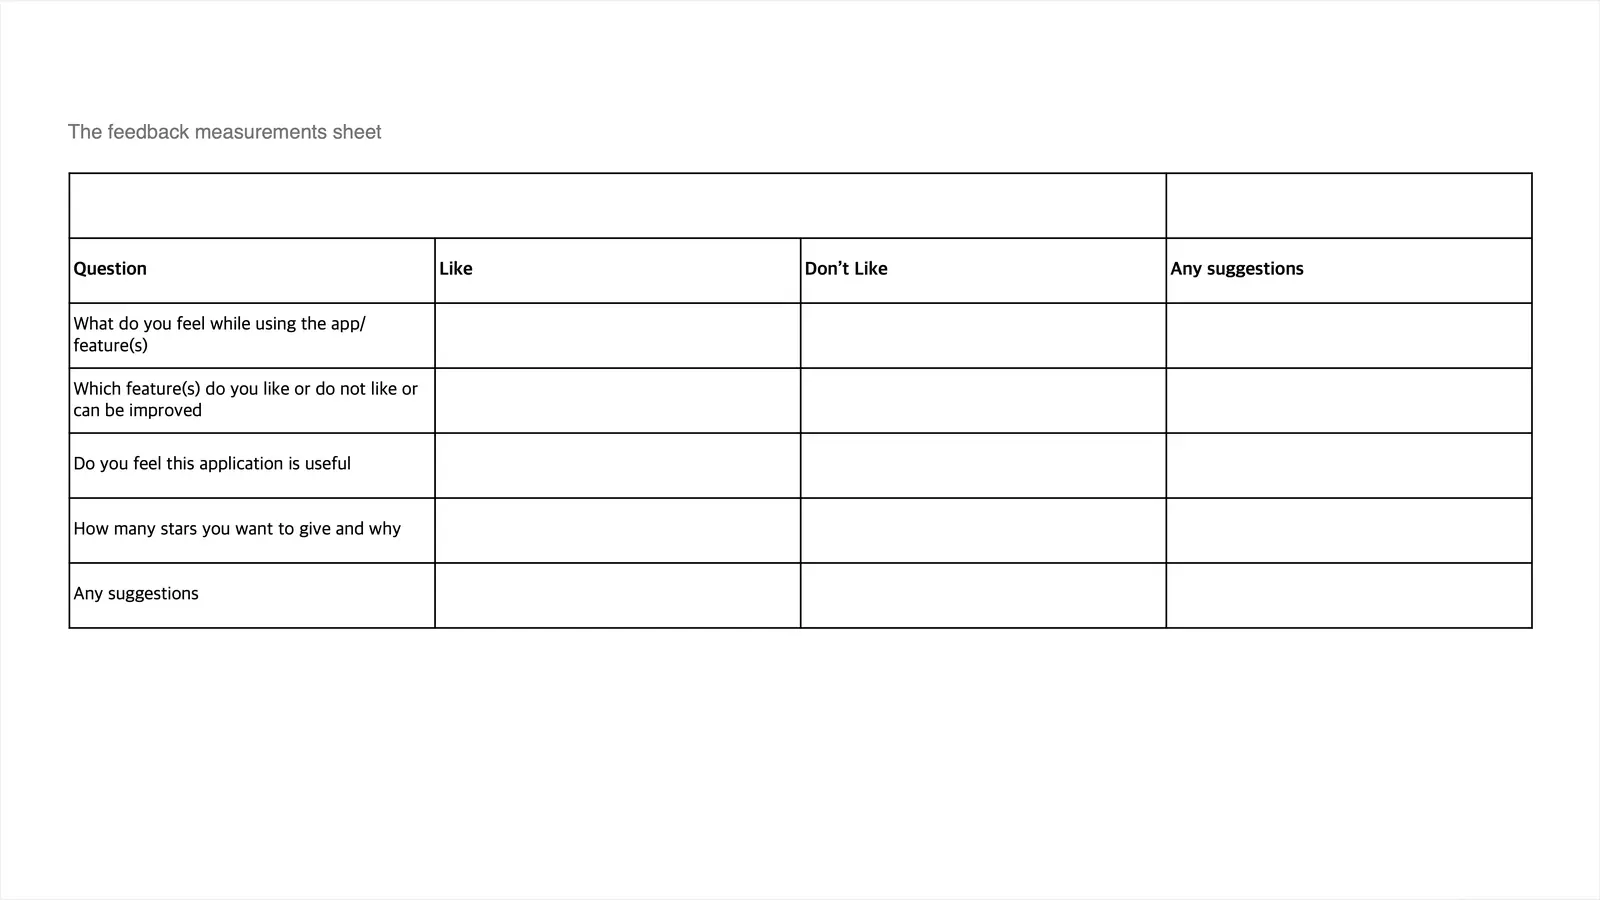 The feedback measurements sheet
Question
Like
Don’t Like
Any suggestions
What do you feel while using the app/
feature(s)
Which feature(s) do you like or do not like or
can be improved
Do you feel this application is useful
How many stars you want to give and why
Any suggestions